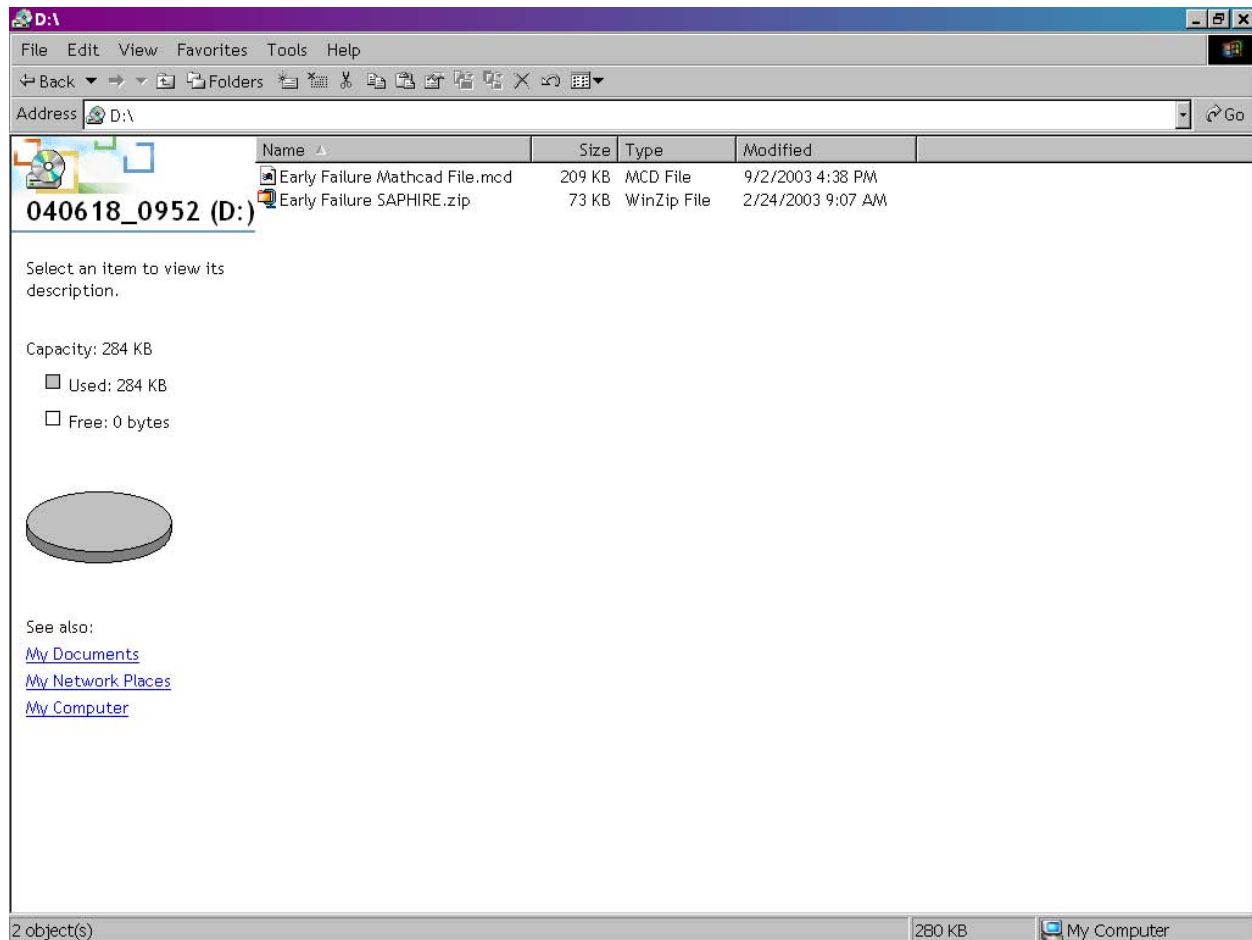 D:\
File Edit View Favorites Tools Help
Back Folders
Address D:\ Go
Name Size Type Modified
Early Failure Mathcad File.mcd 209 KB MCD File 9/2/2003 4:38 PM
Early Failure SAPHIRE.zip 73 KB WinZip File 2/24/2003 9:07 AM
040618_0952 (D:)
Select an item to view its
description.
Capacity: 284 KB
Used: 284 KB
Free: 0 bytes
See also:
My Documents
My Network Places
My Computer
2 object(s) 280 KB My Computer